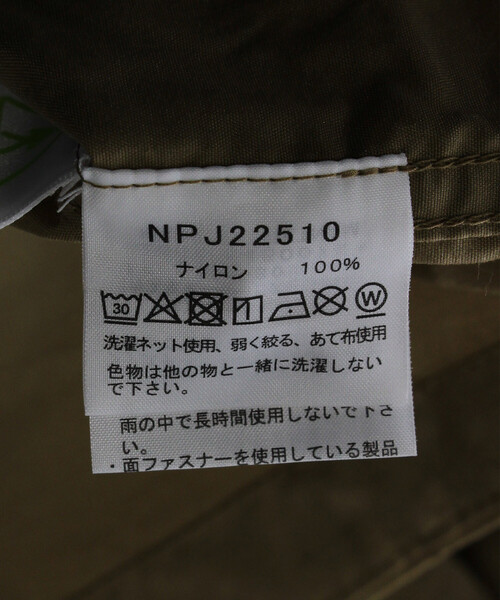 NPJ22510
ナイロン 100%
30
W
洗濯ネット使用、弱く絞る、あて布使用
色物は他の物と一緒に洗濯しない
で下さい。
雨の中で長時間使用しないで下さ
い。
・面ファスナーを使用している製品